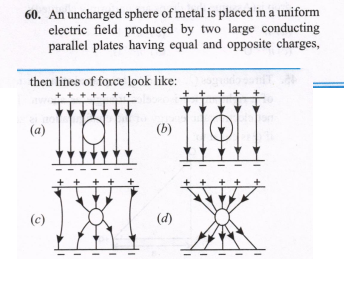 60. An uncharged sphere of metal is placed in a uniform
electric field produced by two large conducting
parallel plates having equal and opposite charges,
then lines of force look like:
+ + + + + + +
(a)
– – – – – – –
+ + + + +
(b)
– – – – –
+ + + + +
(c)
– – – – –
+ + + + +
(d)
– – – – –